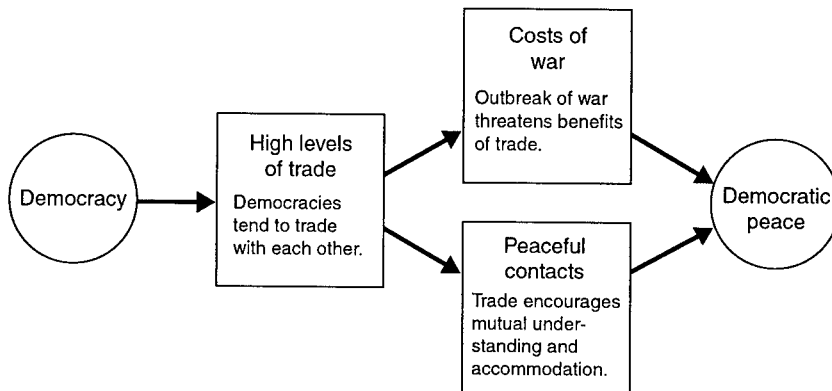 Democracy
High levels
of trade
Democracies
tend to trade
with each other.
Costs of
war
Outbreak of war
threatens benefits
of trade.
Peaceful
contacts
Trade encourages
mutual under-
standing and
accommodation.
Democratic
peace